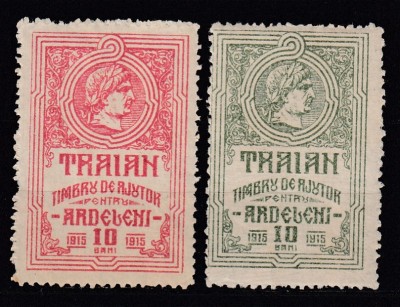 TRAIAN
TIMBRU DE AJUTOR
PENTRU
ARDELENI
1915 10 1915
BANI
TRAIAN
TIMBRU DE AJUTOR
PENTRU
ARDELENI
1915 10 1915
BANI